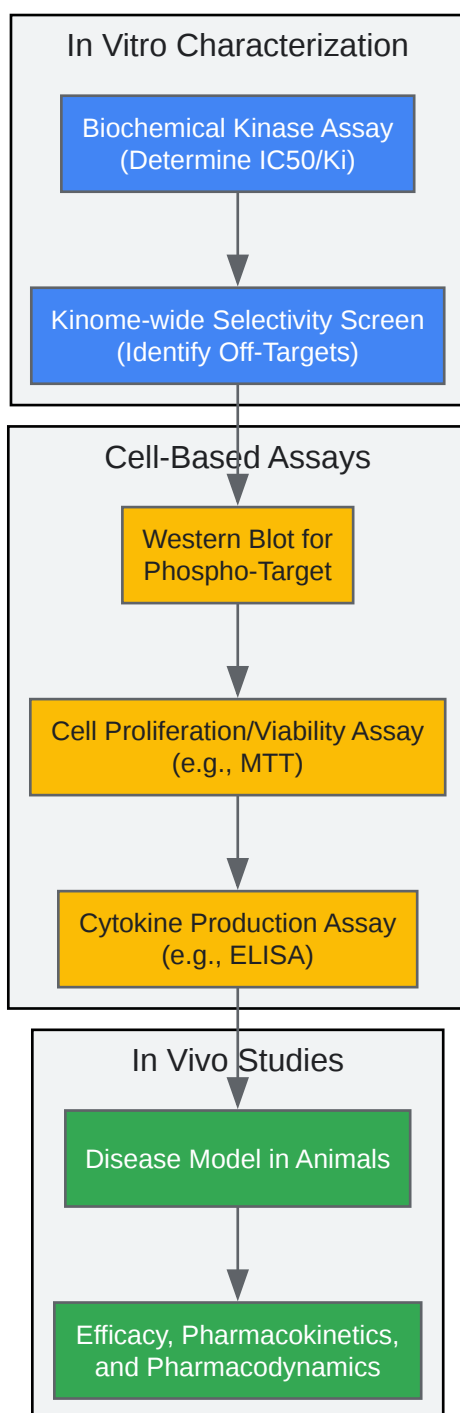 In Vitro Characterization
Biochemical Kinase Assay
(Determine IC50/Ki)
Kinome-wide Selectivity Screen
(Identify Off-Targets)
Cell-Based Assays
Western Blot for
Phospho-Target
Cell Proliferation/Viability Assay
(e.g., MTT)
Cytokine Production Assay
(e.g., ELISA)
In Vivo Studies
Disease Model in Animals
Efficacy, Pharmacokinetics,
and Pharmacodynamics